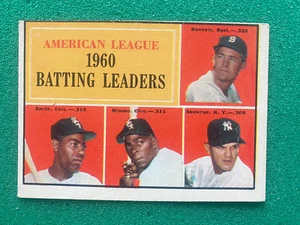 Runnels, Bost.—.320
AMERICAN LEAGUE
1960
BATTING LEADERS
Smith, Chic.—.315
Minoso, Chic.—.311
Skowron, N. Y.—.309